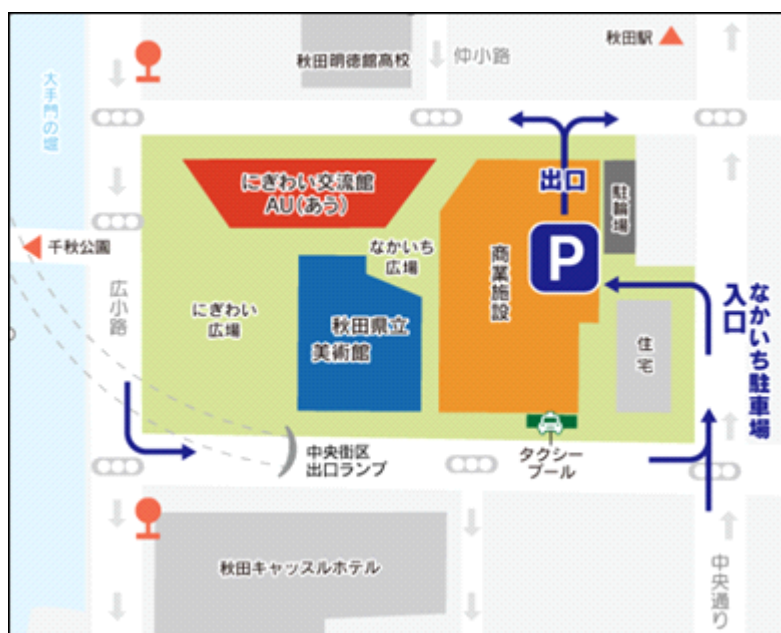 秋田駅
秋田明徳館高校
仲小路
大手門の堀
出口
にぎわい交流館
AU(あう)
駐輪場
P
なかいち
広場
商業施設
千秋公園
広小路
にぎわい
広場
秋田県立
美術館
入口
なかいち駐車場
住宅
中央街区
出口ランプ
タクシー
プール
秋田キャッスルホテル
中央通り